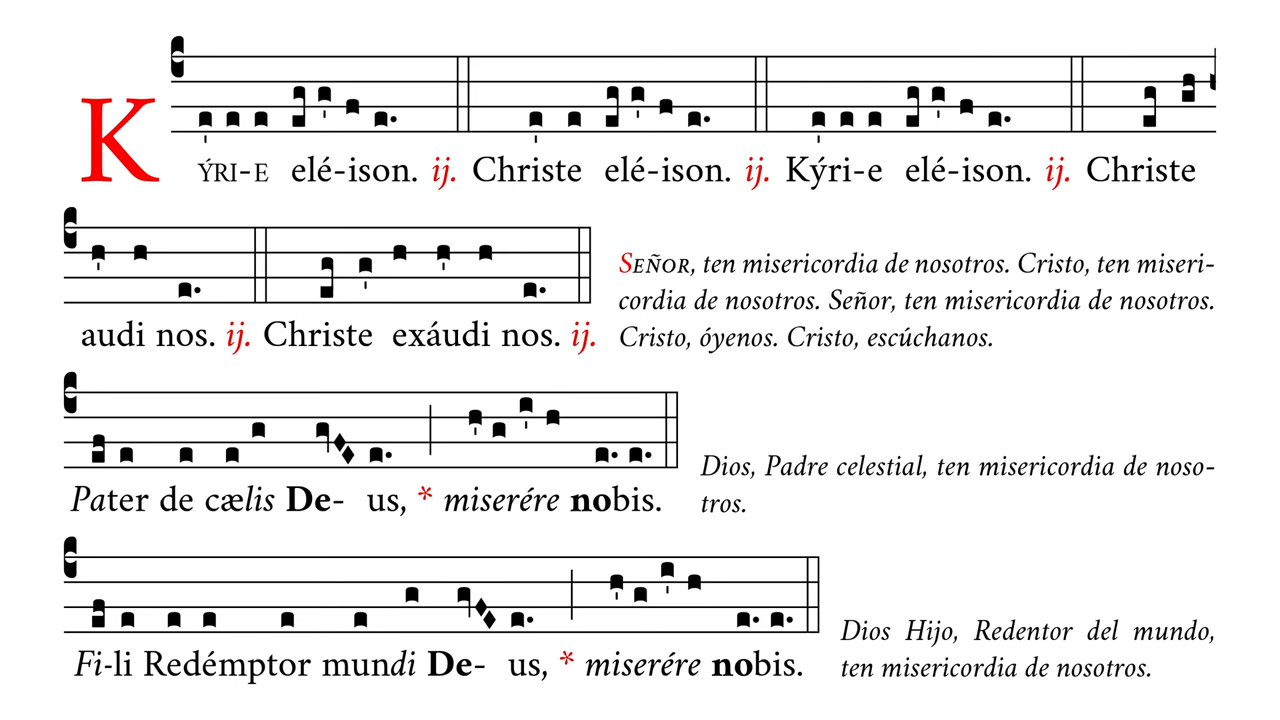 KÝRI-E elé-ison. ij. Christe elé-ison. ij. Kýri-e elé-ison. ij. Christe
audi nos. ij. Christe exáudi nos. ij.
SEÑOR, ten misericordia de nosotros. Cristo, ten miseri-
cordia de nosotros. Señor, ten misericordia de nosotros.
Cristo, óyenos. Cristo, escúchanos.
Pater de cælis De- us, * miserére nobis.
Dios, Padre celestial, ten misericordia de noso-
tros.
Fi-li Redémptor mundi De- us, * miserére nobis.
Dios Hijo, Redentor del mundo,
ten misericordia de nosotros.